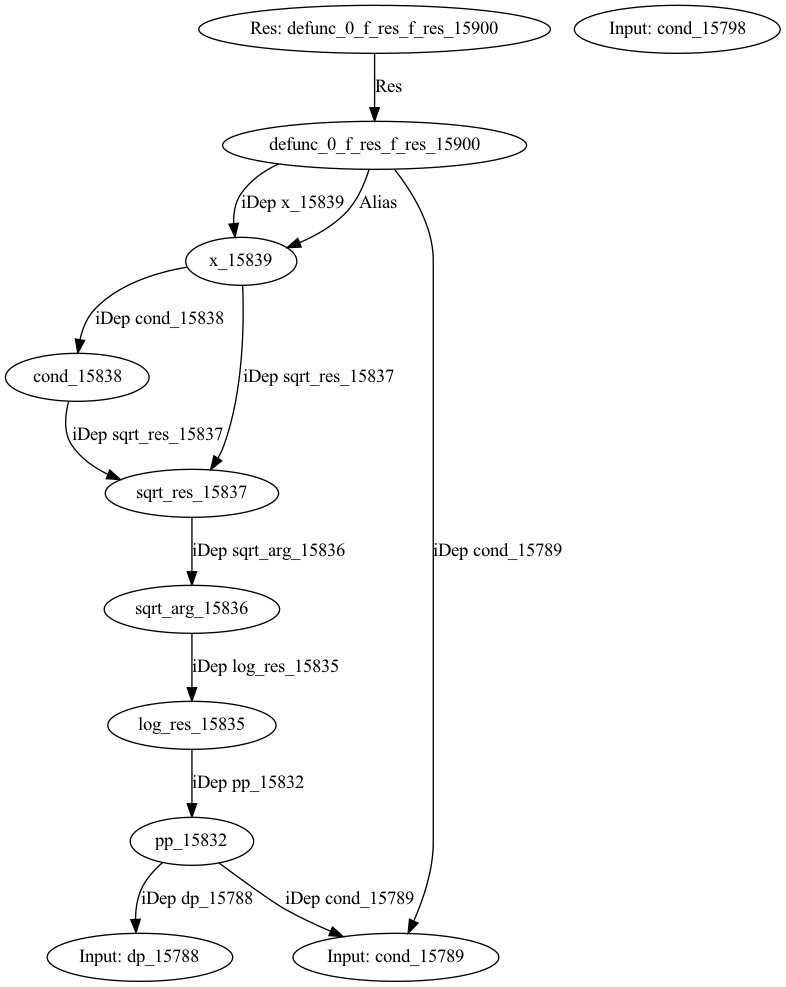 Res: defunc_0_f_res_f_res_15900
Input: cond_15798
Res
defunc_0_f_res_f_res_15900
iDep x_15839
Alias
x_15839
iDep cond_15838
cond_15838
iDep sqrt_res_15837
iDep sqrt_res_15837
sqrt_res_15837
iDep sqrt_arg_15836
iDep cond_15789
sqrt_arg_15836
iDep log_res_15835
log_res_15835
iDep pp_15832
pp_15832
iDep dp_15788
iDep cond_15789
Input: dp_15788
Input: cond_15789